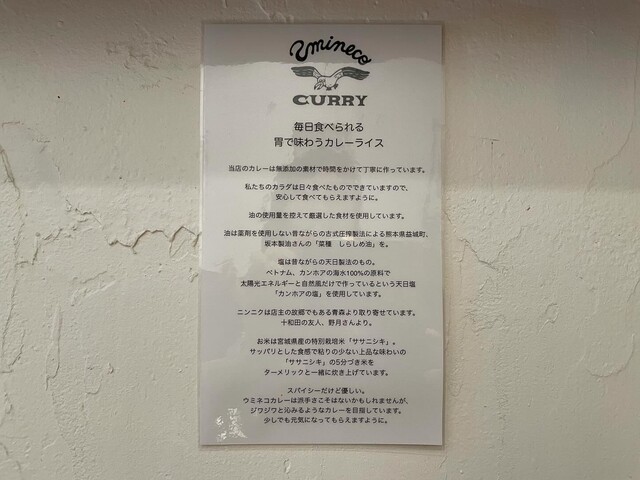 Umineco
CURRY
毎日食べられる
胃で味わうカレーライス
当店のカレーは無添加の素材で時間をかけて丁寧に作っています。
私たちのカラダは日々食べたものでできていますので、
安心して食べてもらえますように。
油の使用量を控えて厳選した食材を使用しています。
油は薬剤を使用しない昔ながらの古式圧搾製法による熊本県益城町、
坂本製油さんの「菜種　しらしめ油」を。
塩は昔ながらの天日製法のもの。
ベトナム、カンホアの海水100%の原料で
太陽光エネルギーと自然風だけで作っているという天日塩
「カンホアの塩」を使用しています。
ニンニクは店主の故郷でもある青森より取り寄せています。
十和田の友人、野月さんより。
お米は宮城県産の特別栽培米「ササニシキ」。
サッパリとした食感で粘りの少ない上品な味わいの
「ササニシキ」の5分づき米を
ターメリックと一緒に炊き上げています。
スパイシーだけど優しい。
ウミネコカレーは派手さこそはないかもしれませんが、
ジワジワと沁みるようなカレーを目指しています。
少しでも元気になってもらえますように。